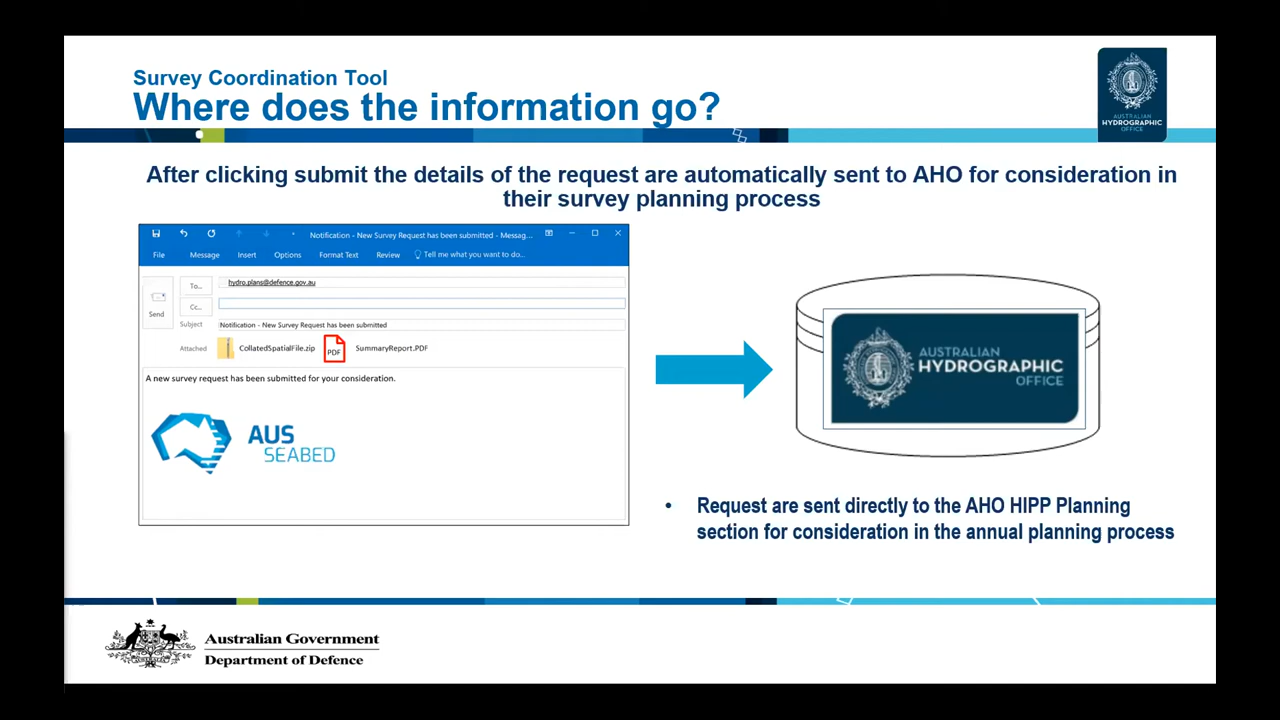 Survey Coordination Tool
Where does the information go?
AUSTRALIAN
HYDROGRAPHIC
OFFICE
After clicking submit the details of the request are automatically sent to AHO for consideration in
their survey planning process
Notification - New Survey Request has been submitted - Messag...
File Message Insert Options Format Text Review Tell me what you want to do...
To... hydro.plans@defence.gov.au
Cc...
Send
Subject Notification - New Survey Request has been submitted
Attached CollatedSpatialFile.zip PDF SummaryReport.PDF
A new survey request has been submitted for your consideration.
AUS
SEABED
AUSTRALIAN
HYDROGRAPHIC
OFFICE
• Request are sent directly to the AHO HIPP Planning
section for consideration in the annual planning process
Australian Government
Department of Defence